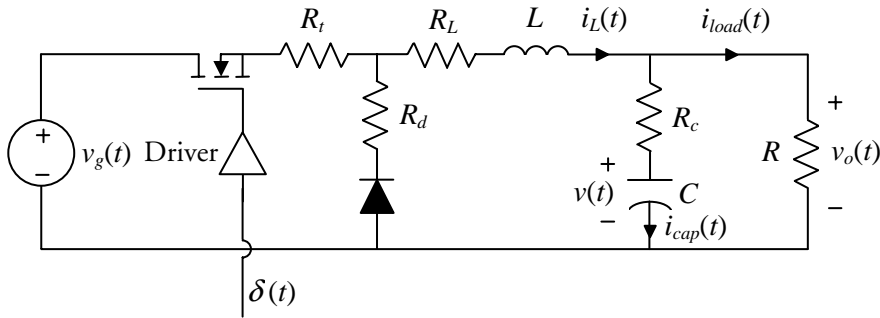 R_t
R_L
L
i_L(t)
i_load(t)
+
−
v_g(t)
Driver
R_d
R_c
+
v(t)
−
C
i_cap(t)
R
+
v_o(t)
−
δ(t)